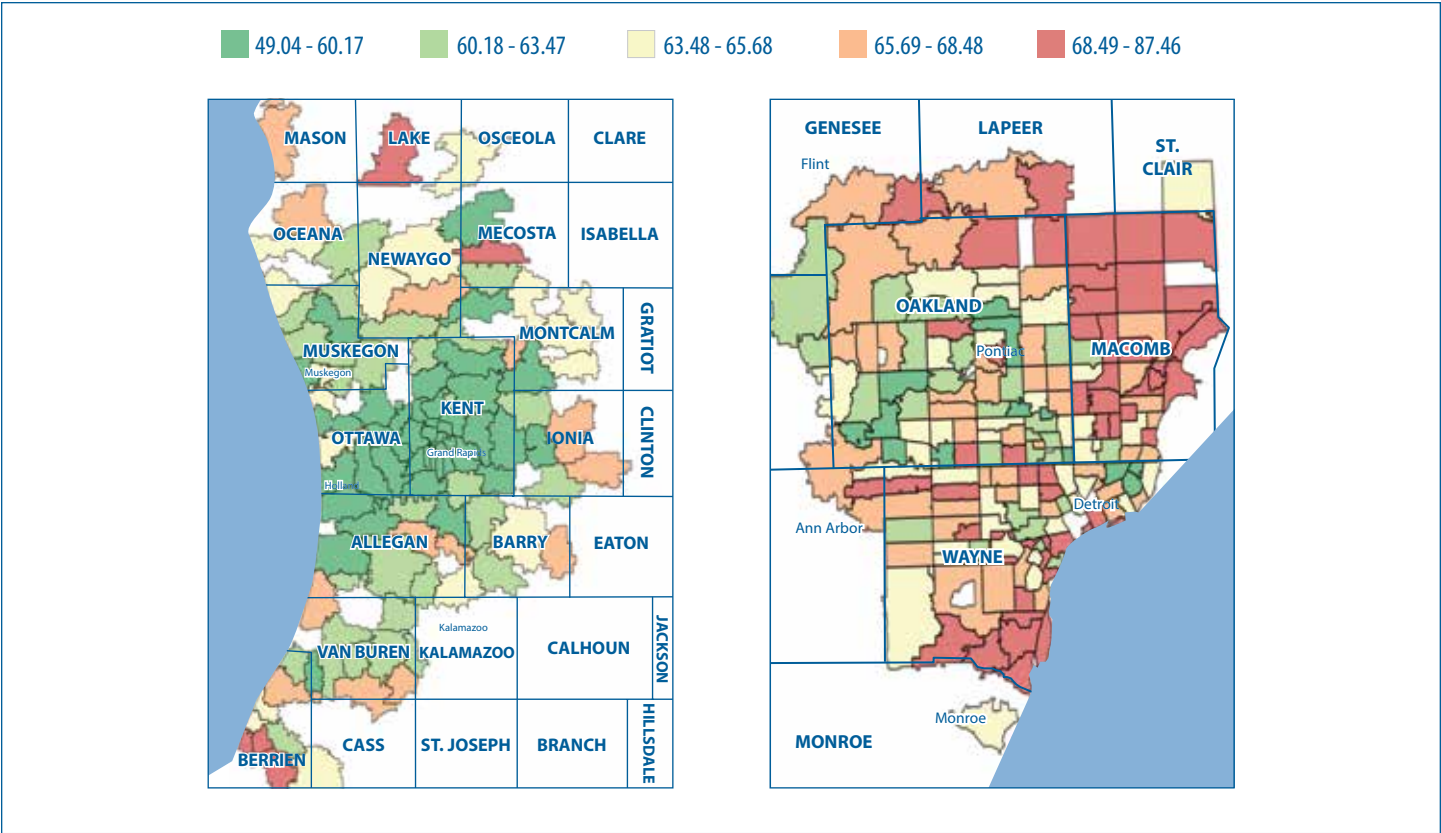 49.04 - 60.17
60.18 - 63.47
63.48 - 65.68
65.69 - 68.48
68.49 - 87.46
MASON
LAKE
OSCEOLA
CLARE
OCEANA
NEWAYGO
MECOSTA
ISABELLA
MUSKEGON
Muskegon
MONTCALM
GRATIOT
KENT
Grand Rapids
OTTAWA
Holland
IONIA
CLINTON
ALLEGAN
BARRY
EATON
VAN BUREN
Kalamazoo
KALAMAZOO
CALHOUN
JACKSON
BERRIEN
CASS
ST. JOSEPH
BRANCH
HILLSDALE
GENESEE
Flint
LAPEER
ST.
CLAIR
OAKLAND
Pontiac
MACOMB
Ann Arbor
Detroit
WAYNE
Monroe
MONROE